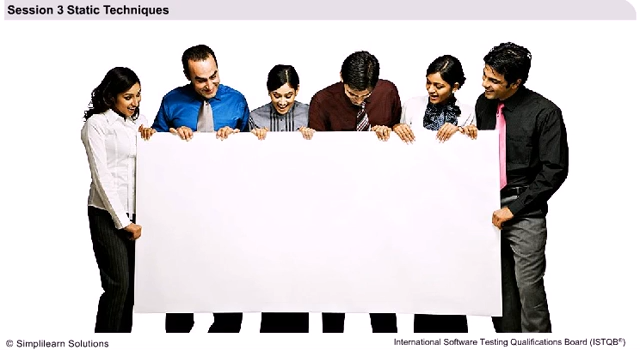 Session 3 Static Techniques
© Simplilearn Solutions
International Software Testing Qualifications Board (ISTQB®)